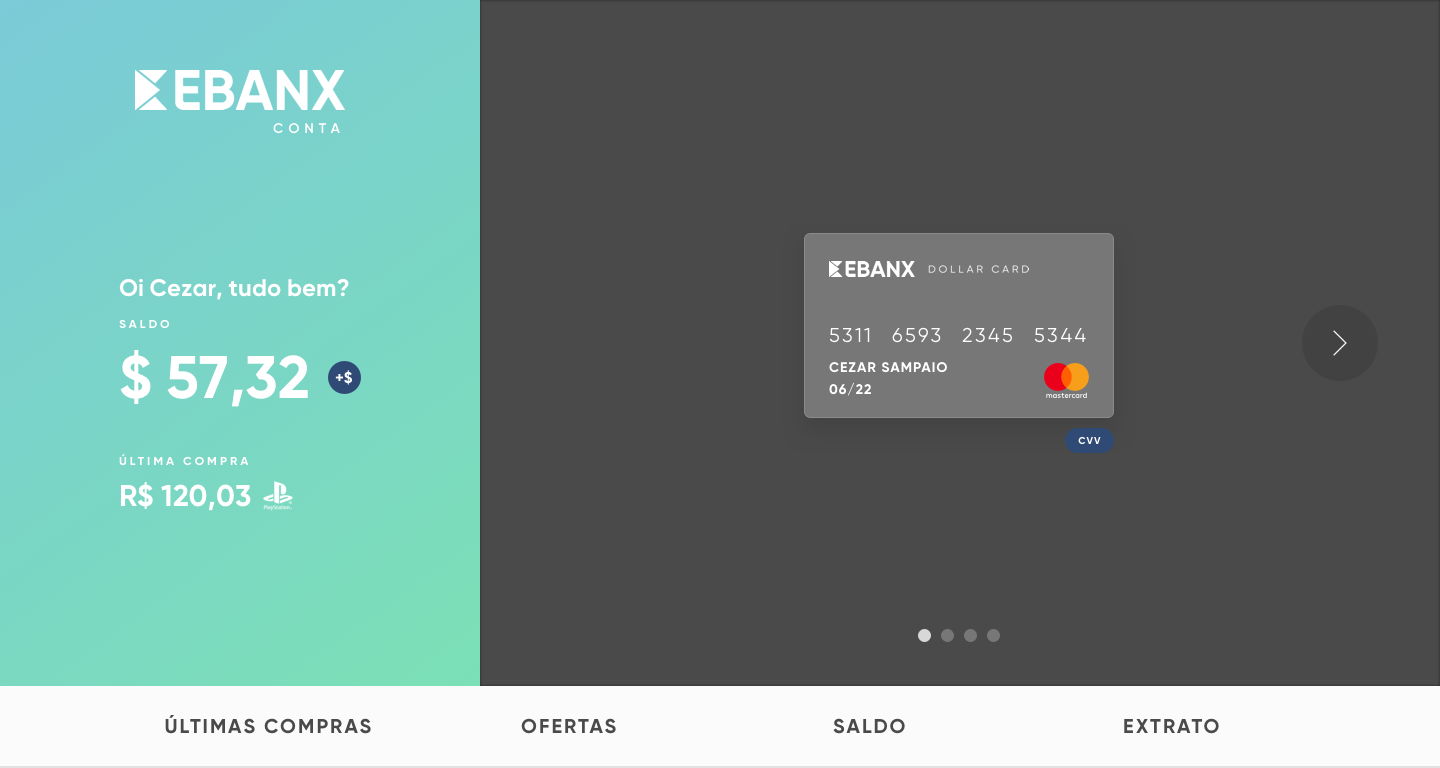 EBANX
CONTA
Oi Cezar, tudo bem?
SALDO
$ 57,32 +$
ÚLTIMA COMPRA
R$ 120,03 PlayStation
EBANX DOLLAR CARD
5311 6593 2345 5344
CEZAR SAMPAIO
06/22
mastercard
CVV
ÚLTIMAS COMPRAS OFERTAS SALDO EXTRATO